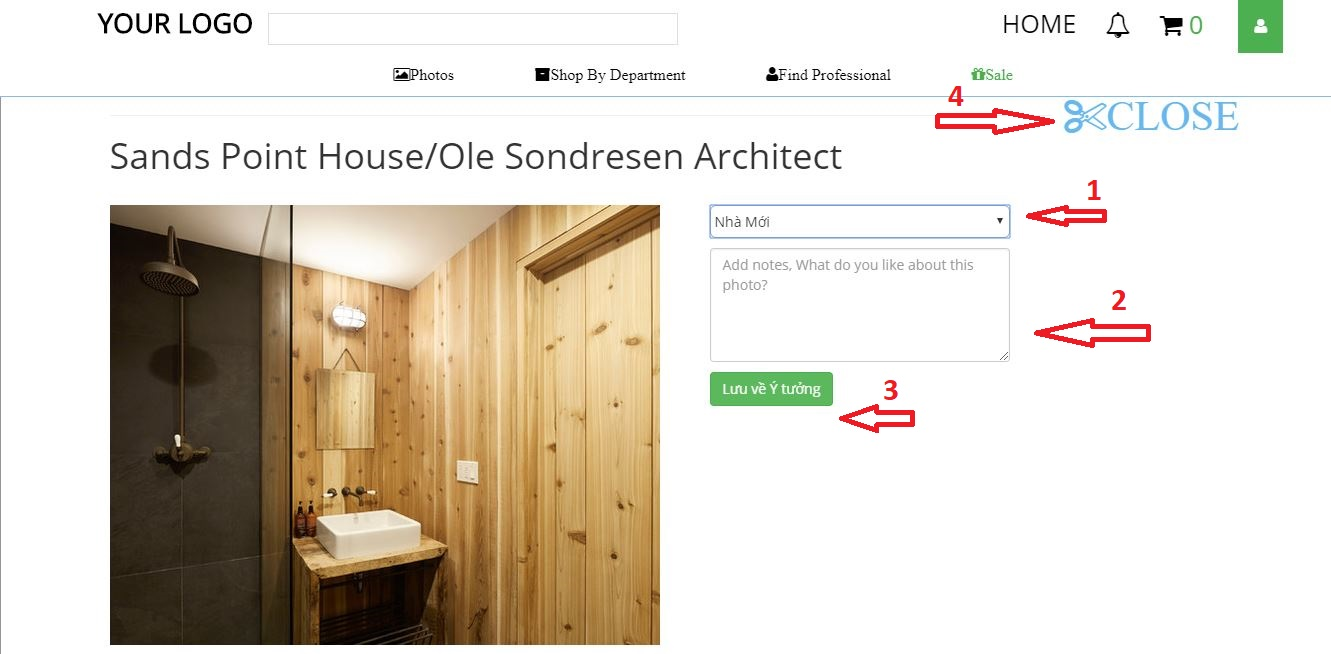 YOUR LOGO
HOME
0
Photos
Shop By Department
Find Professional
Sale
4
CLOSE
Sands Point House/Ole Sondresen Architect
1
Nhà Mới
Add notes, What do you like about this
photo?
2
Lưu về Ý tưởng
3